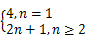 4, n = 1
2n + 1, n ≥ 2